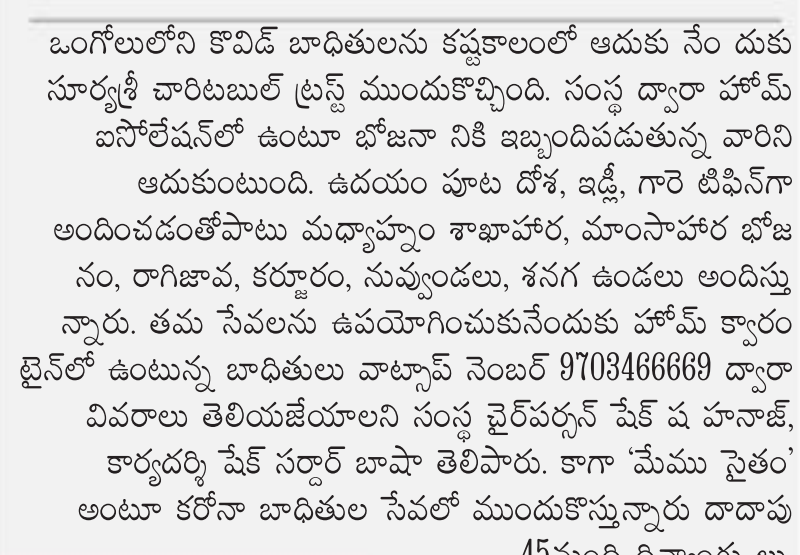 ఒంగోలులోని కొవిడ్ బాధితులను కష్టకాలంలో ఆదుకు నేం దుకు
సూర్యశ్రీ చారిటబుల్ ట్రస్ట్ ముందుకొచ్చింది. సంస్థ ద్వారా హోమ్
ఐసోలేషన్‌లో ఉంటూ భోజనా నికి ఇబ్బందిపడుతున్న వారిని
ఆదుకుంటుంది. ఉదయం పూట దోశ, ఇడ్లీ, గారె టిఫిన్‌గా
అందించడంతోపాటు మధ్యాహ్నం శాఖాహార, మాంసాహార భోజ
నం, రాగిజావ, కర్జూరం, నువ్వుండలు, శనగ ఉండలు అందిస్తు
న్నారు. తమ సేవలను ఉపయోగించుకునేందుకు హోమ్ క్వారం
టైన్‌లో ఉంటున్న బాధితులు వాట్సాప్ నెంబర్ 9703466669 ద్వారా
వివరాలు తెలియజేయాలని సంస్థ చైర్‌పర్సన్ షేక్ ష హనాజ్,
కార్యదర్శి షేక్ సర్దార్ బాషా తెలిపారు. కాగా ‘మేము సైతం’
అంటూ కరోనా బాధితుల సేవలో ముందుకొస్తున్నారు దాదాపు